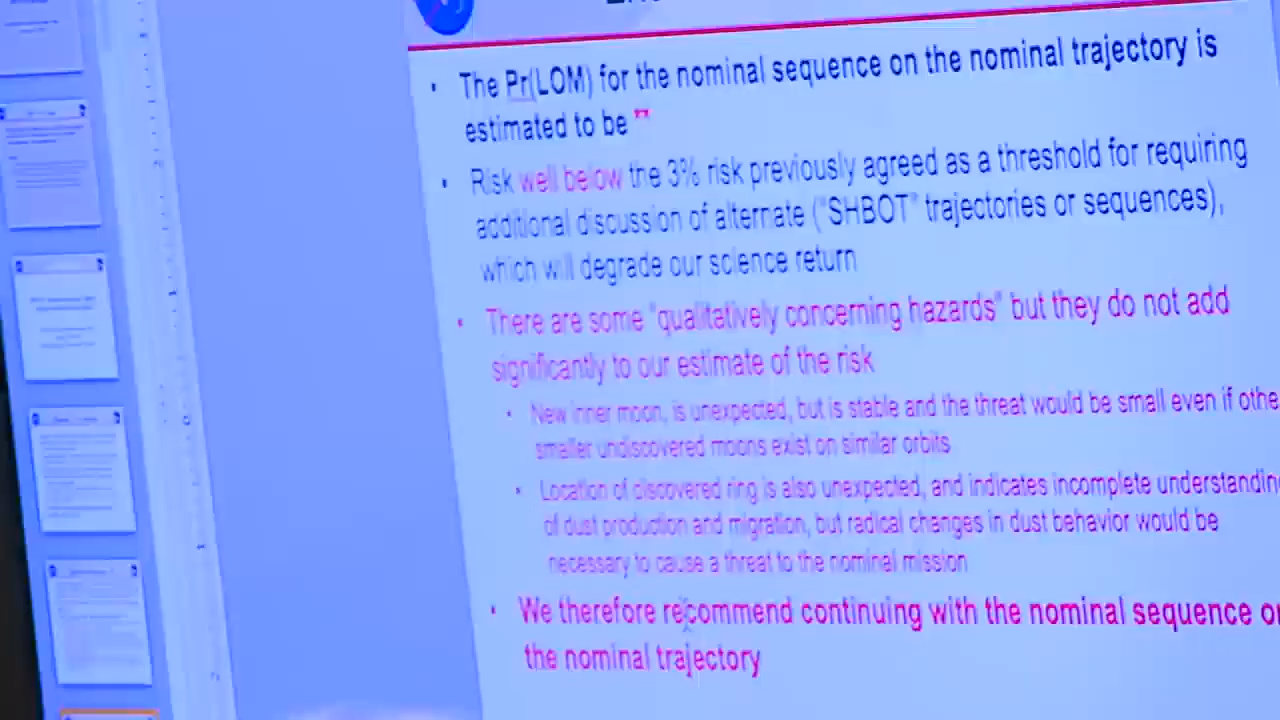 • The Pr(LOM) for the nominal sequence on the nominal trajectory is
estimated to be **
• Risk well below the 3% risk previously agreed as a threshold for requiring
additional discussion of alternate ("SHBOT" trajectories or sequences),
which will degrade our science return
• There are some "qualitatively concerning hazards" but they do not add
significantly to our estimate of the risk
• New inner moon, is unexpected, but is stable and the threat would be small even if othe
smaller undiscovered moons exist on similar orbits
• Location of discovered ring is also unexpected, and indicates incomplete understandin
of dust production and migration, but radical changes in dust behavior would be
necessary to cause a threat to the nominal mission
• We therefore recommend continuing with the nominal sequence o
the nominal trajectory